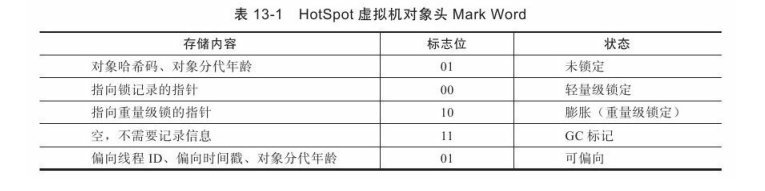 表 13-1 HotSpot 虚拟机对象头 Mark Word
存储内容 标志位 状态
对象哈希码、对象分代年龄 01 未锁定
指向锁记录的指针 00 轻量级锁定
指向重量级锁的指针 10 膨胀（重量级锁定）
空，不需要记录信息 11 GC 标记
偏向线程 ID、偏向时间戳、对象分代年龄 01 可偏向